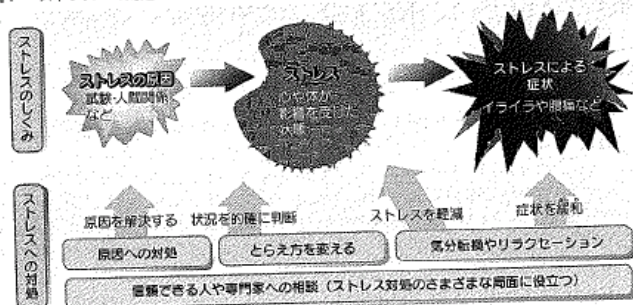 ストレスのしくみ
ストレスの原因
試験・人間関係
など
ストレス
心や体が
影響を受けた
状態
ストレスによる
症状
イライラや腹痛など
ストレスへの対処
原因を解決する
状況を的確に判断
ストレスを軽減
症状を緩和
原因への対処
とらえ方を変える
気分転換やリラクセーション
信頼できる人や専門家への相談（ストレス対処のさまざまな局面に役立つ）